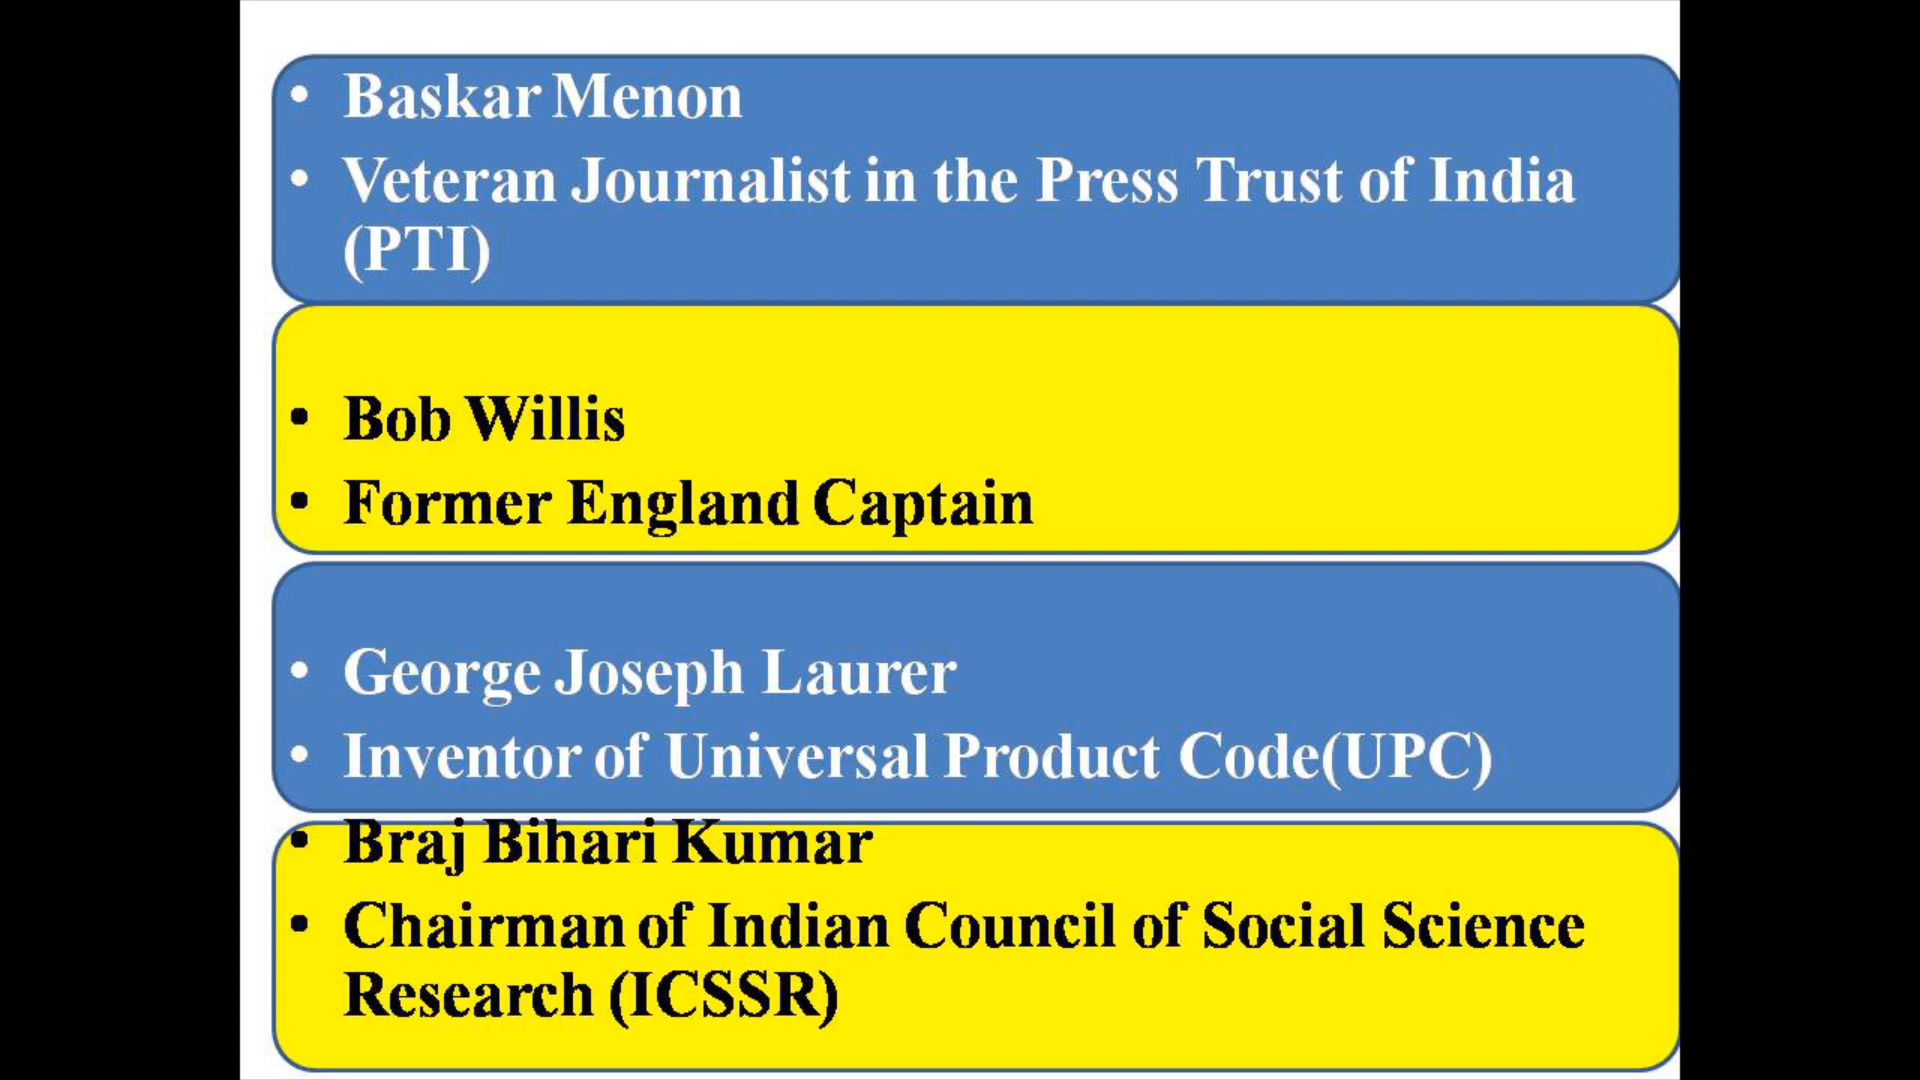 • Baskar Menon
• Veteran Journalist in the Press Trust of India
(PTI)
• Bob Willis
• Former England Captain
• George Joseph Laurer
• Inventor of Universal Product Code(UPC)
• Braj Bihari Kumar
• Chairman of Indian Council of Social Science
Research (ICSSR)